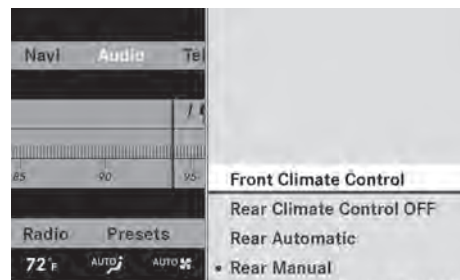 Navi Audio Tel
85 90 95
Radio Presets
72°F AUTO AUTO
Front Climate Control
Rear Climate Control OFF
Rear Automatic
• Rear Manual